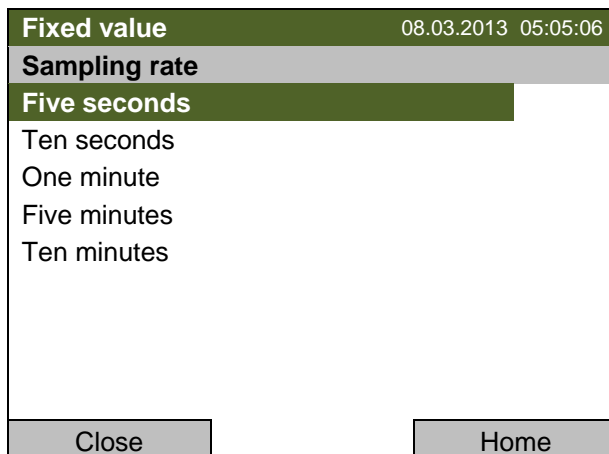 Fixed value 08.03.2013 05:05:06
Sampling rate
Five seconds
Ten seconds
One minute
Five minutes
Ten minutes
Close Home